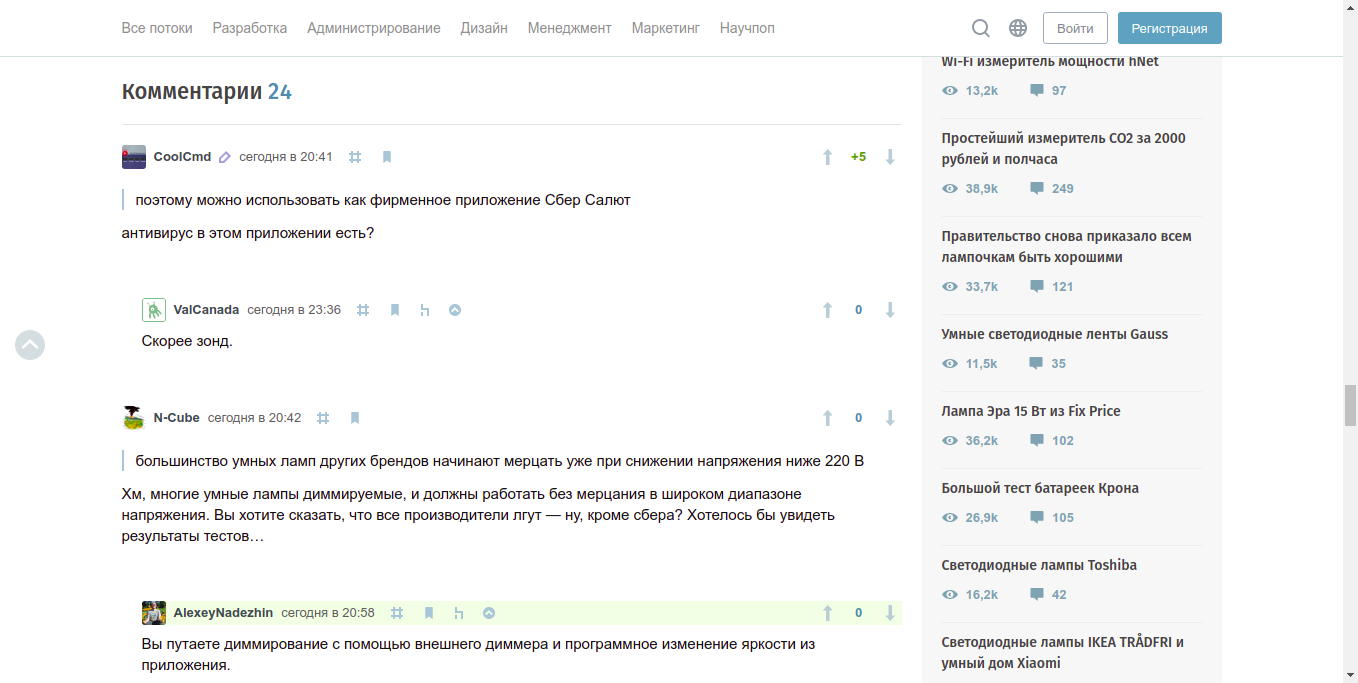 Все потоки Разработка Администрирование Дизайн Менеджмент Маркетинг Научпоп Войти Регистрация
Комментарии 24
CoolCmd сегодня в 20:41 +5
поэтому можно использовать как фирменное приложение Сбер Салют
антивирус в этом приложении есть?
ValCanada сегодня в 23:36 0
Скорее зонд.
N-Cube сегодня в 20:42 0
большинство умных ламп других брендов начинают мерцать уже при снижении напряжения ниже 220 В
Хм, многие умные лампы диммируемые, и должны работать без мерцания в широком диапазоне
напряжения. Вы хотите сказать, что все производители лгут — ну, кроме сбера? Хотелось бы увидеть
результаты тестов…
AlexeyNadezhin сегодня в 20:58 0
Вы путаете диммирование с помощью внешнего диммера и программное изменение яркости из
приложения.
Wi-Fi измеритель мощности hNet
13,2k 97
Простейший измеритель CO2 за 2000
рублей и полчаса
38,9k 249
Правительство снова приказало всем
лампочкам быть хорошими
33,7k 121
Умные светодиодные ленты Gauss
11,5k 35
Лампа Эра 15 Вт из Fix Price
36,2k 102
Большой тест батареек Крона
26,9k 105
Светодиодные лампы Toshiba
16,2k 42
Светодиодные лампы IKEA TRÅDFRI и
умный дом Xiaomi